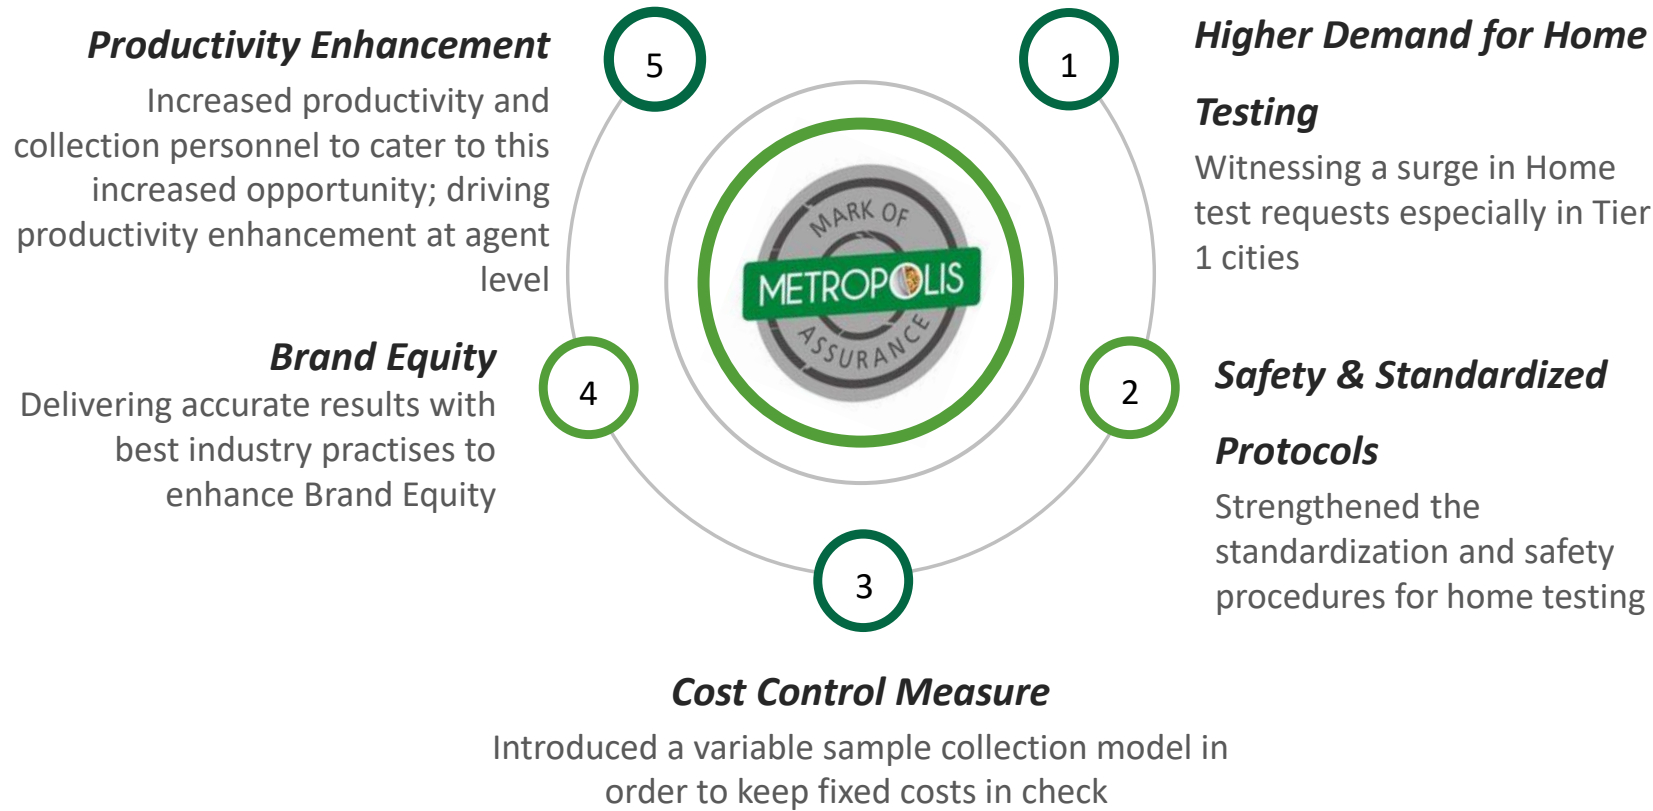 1
Higher Demand for Home
Testing
Witnessing a surge in Home
test requests especially in Tier
1 cities
2
Safety & Standardized
Protocols
Strengthened the
standardization and safety
procedures for home testing
3
Cost Control Measure
Introduced a variable sample collection model in
order to keep fixed costs in check
4
Brand Equity
Delivering accurate results with
best industry practises to
enhance Brand Equity
5
Productivity Enhancement
Increased productivity and
collection personnel to cater to this
increased opportunity; driving
productivity enhancement at agent
level
MARK OF
METROPOLIS
ASSURANCE